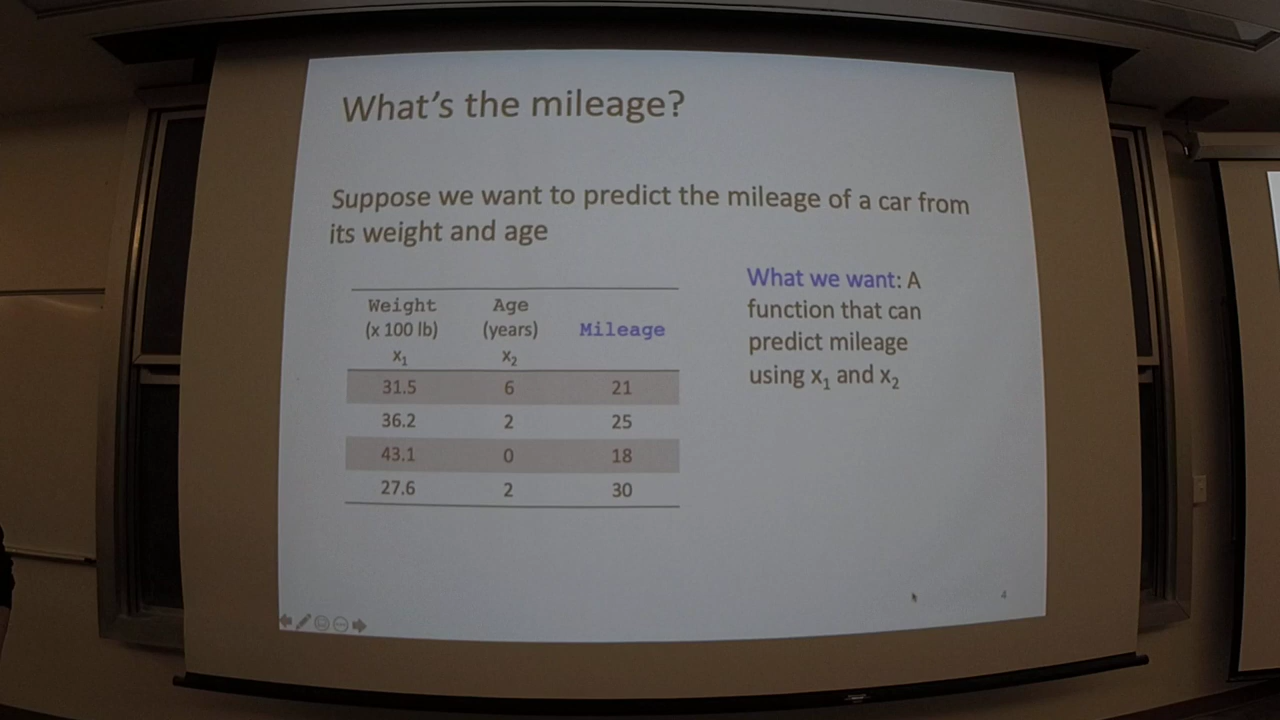 What's the mileage?
Suppose we want to predict the mileage of a car from
its weight and age
Weight Age
(x 100 lb) (years) Mileage
x₁ x₂
31.5 6 21
36.2 2 25
43.1 0 18
27.6 2 30
What we want: A
function that can
predict mileage
using x₁ and x₂
4